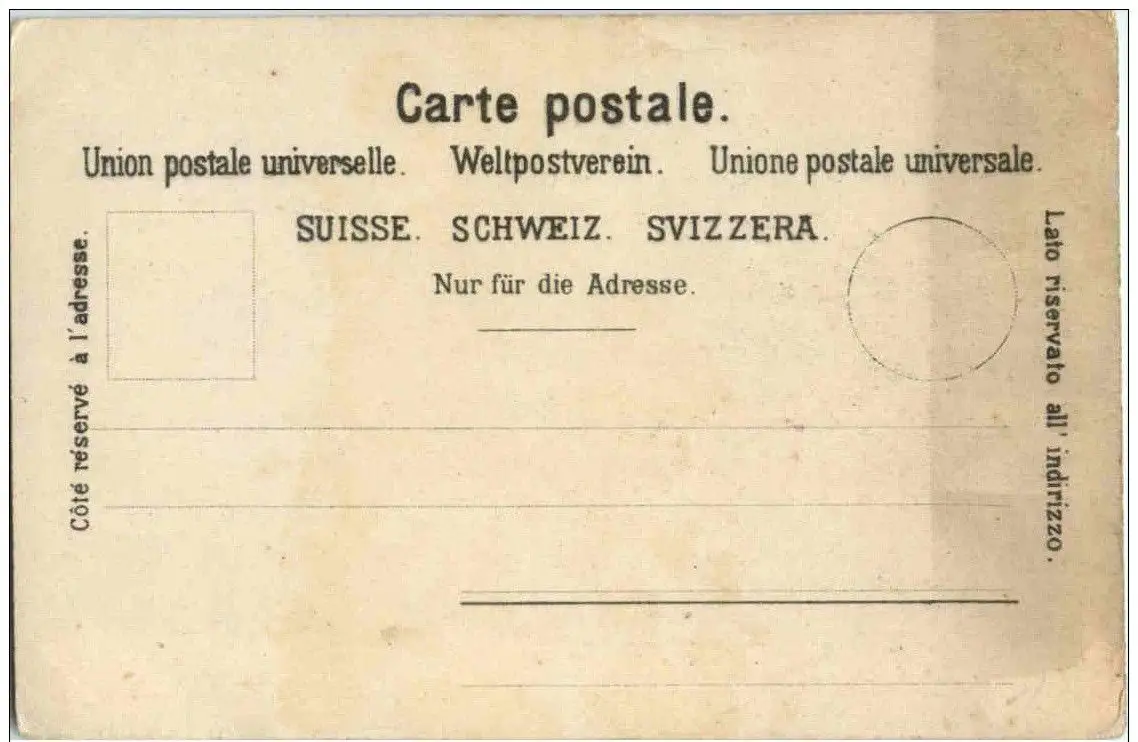 Carte postale.
Union postale universelle. Weltpostverein. Unione postale universale.
SUISSE. SCHWEIZ. SVIZZERA.
Nur für die Adresse.
Côté réservé à l'adresse.
Lato riservato all' indirizzo.